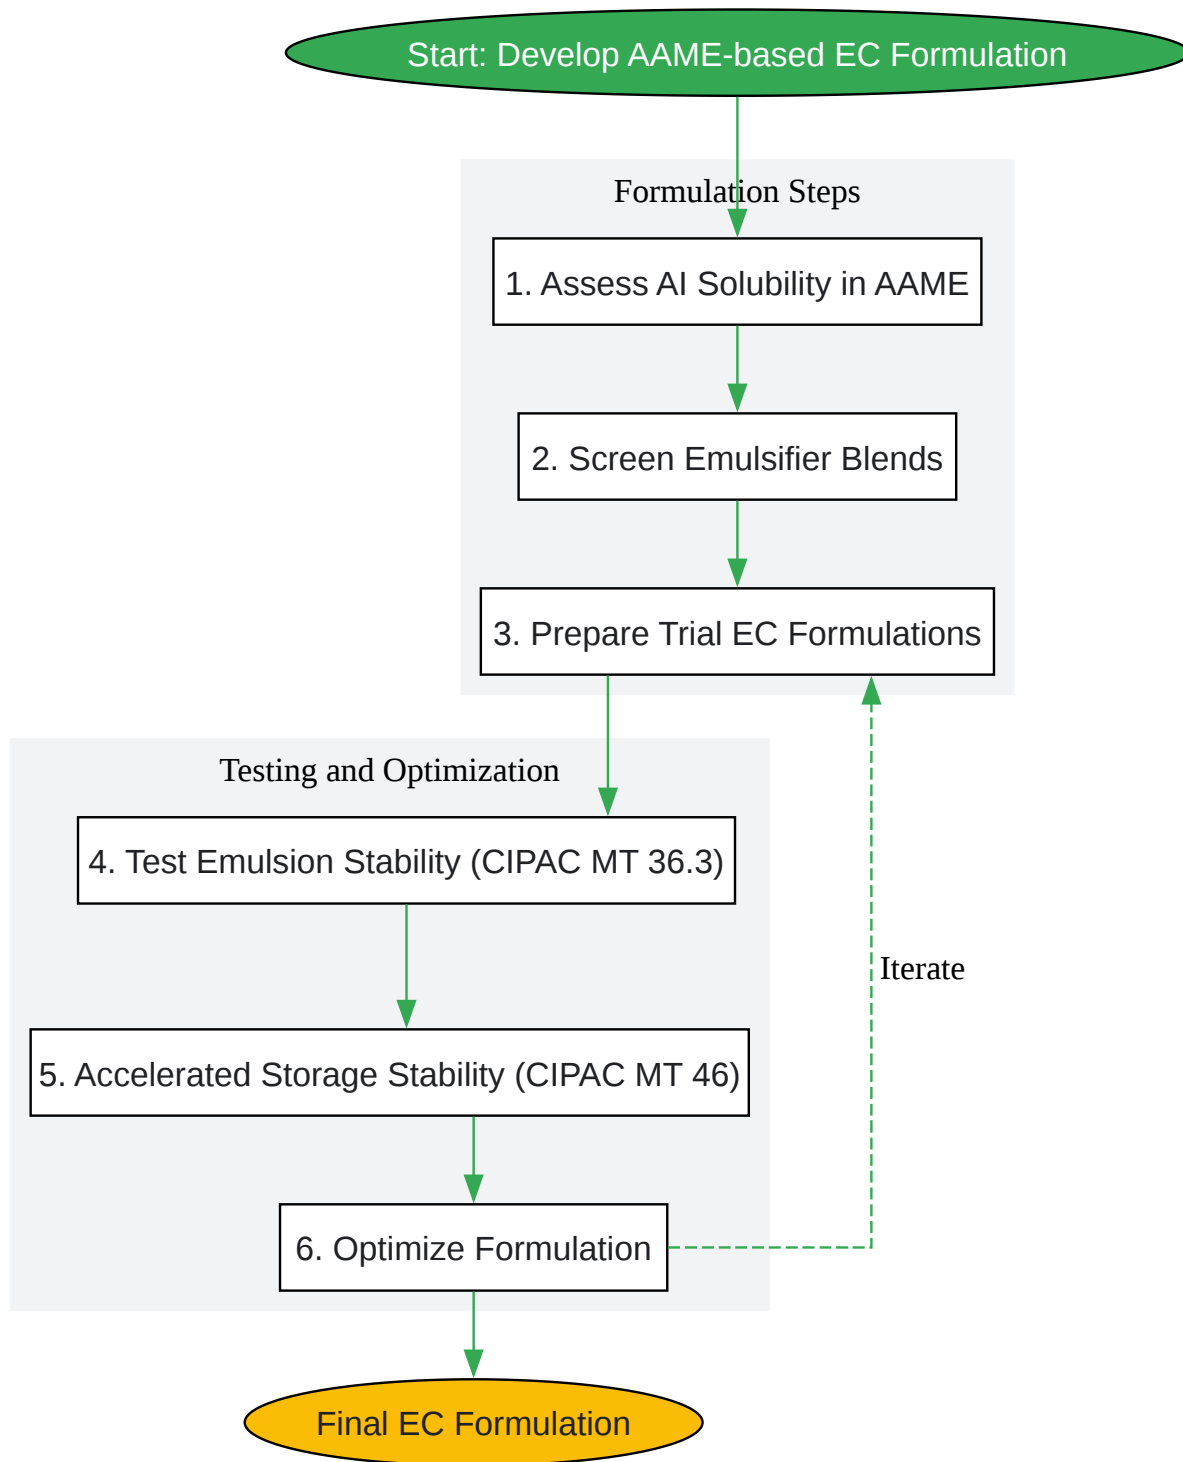 Start: Develop AAME-based EC Formulation
Formulation Steps
1. Assess AI Solubility in AAME
2. Screen Emulsifier Blends
3. Prepare Trial EC Formulations
Testing and Optimization
4. Test Emulsion Stability (CIPAC MT 36.3)
Iterate
5. Accelerated Storage Stability (CIPAC MT 46)
6. Optimize Formulation
Final EC Formulation